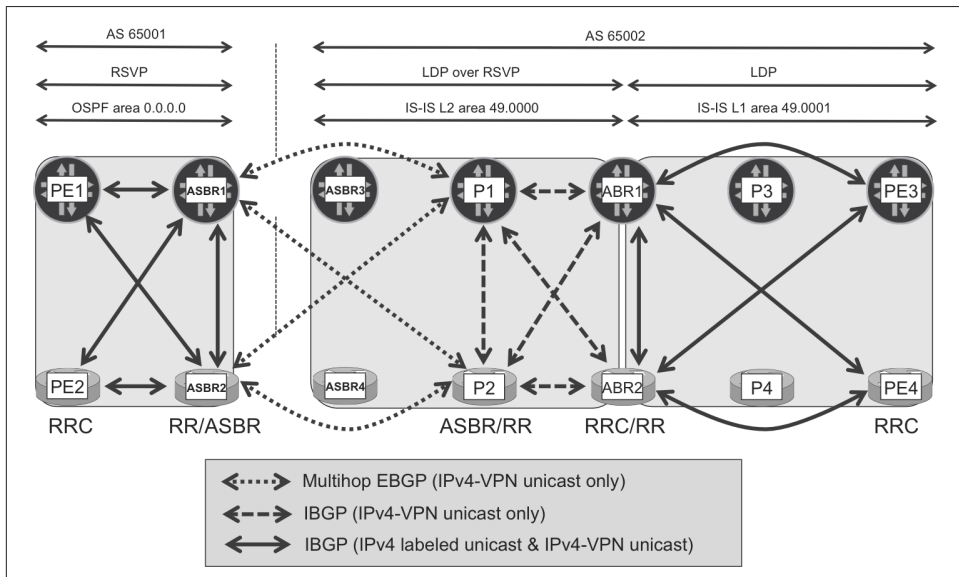 AS 65001
AS 65002
RSVP
LDP over RSVP
LDP
OSPF area 0.0.0.0
IS-IS L2 area 49.0000
IS-IS L1 area 49.0001
PE1
ASBR1
ASBR3
P1
ABR1
P3
PE3
PE2
ASBR2
ASBR4
P2
ABR2
P4
PE4
RRC
RR/ASBR
ASBR/RR
RRC/RR
RRC
Multihop EBGP (IPv4-VPN unicast only)
IBGP (IPv4-VPN unicast only)
IBGP (IPv4 labeled unicast & IPv4-VPN unicast)